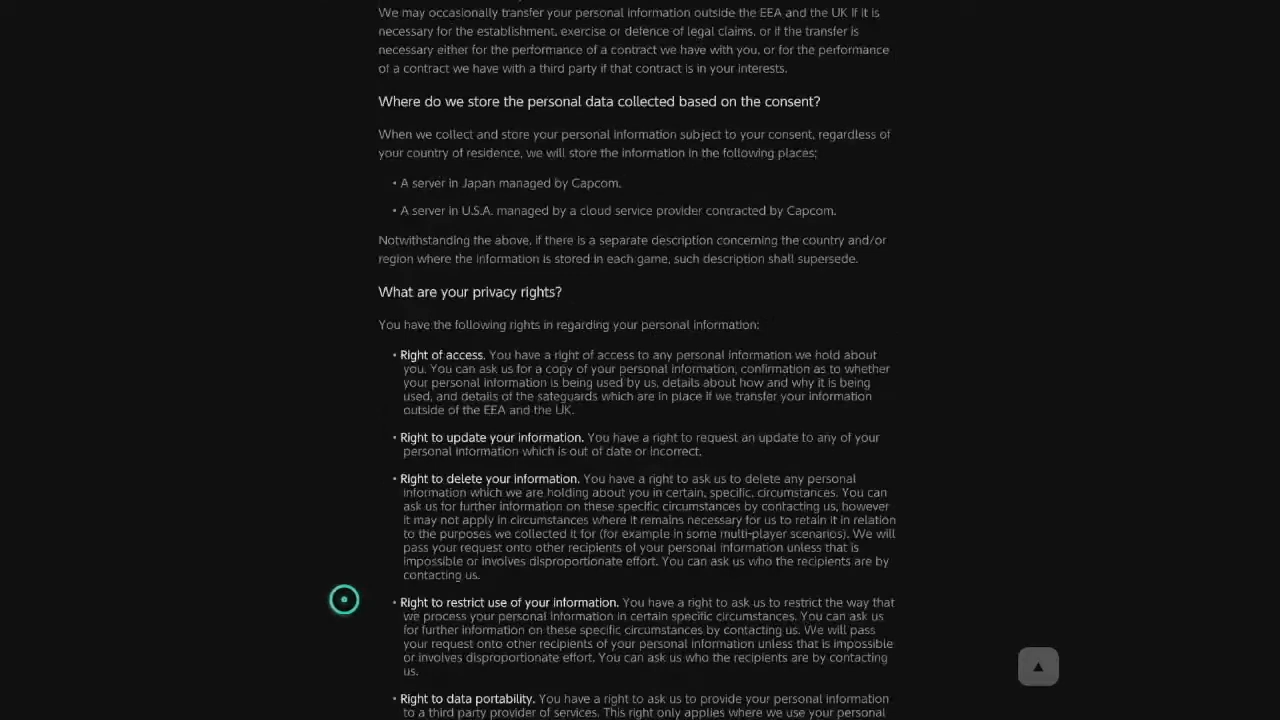 We may occasionally transfer your personal information outside the EEA and the UK if it is
necessary for the establishment, exercise or defence of legal claims, or if the transfer is
necessary either for the performance of a contract we have with you, or for the performance
of a contract we have with a third party if that contract is in your interests.
Where do we store the personal data collected based on the consent?
When we collect and store your personal information subject to your consent, regardless of
your country of residence, we will store the information in the following places:
• A server in Japan managed by Capcom.
• A server in U.S.A. managed by a cloud service provider contracted by Capcom.
Notwithstanding the above, if there is a separate description concerning the country and/or
region where the information is stored in each game, such description shall supersede.
What are your privacy rights?
You have the following rights in regarding your personal information:
• Right of access. You have a right of access to any personal information we hold about
you. You can ask us for a copy of your personal information, confirmation as to whether
your personal information is being used by us, details about how and why it is being
used, and details of the safeguards which are in place if we transfer your information
outside of the EEA and the UK.
• Right to update your information. You have a right to request an update to any of your
personal information which is out of date or incorrect.
• Right to delete your information. You have a right to ask us to delete any personal
information which we are holding about you in certain, specific, circumstances. You can
ask us for further information on these specific circumstances by contacting us, however
it may not apply in circumstances where it remains necessary for us to retain it in relation
to the purposes we collected it for (for example in some multi-player scenarios). We will
pass your request onto other recipients of your personal information unless that is
impossible or involves disproportionate effort. You can ask us who the recipients are by
contacting us.
• Right to restrict use of your information. You have a right to ask us to restrict the way that
we process your personal information in certain specific circumstances. You can ask us
for further information on these specific circumstances by contacting us. We will pass
your request onto other recipients of your personal information unless that is impossible
or involves disproportionate effort. You can ask us who the recipients are by contacting
us.
• Right to data portability. You have a right to ask us to provide your personal information
to a third party provider of services. This right only applies where we use your personal